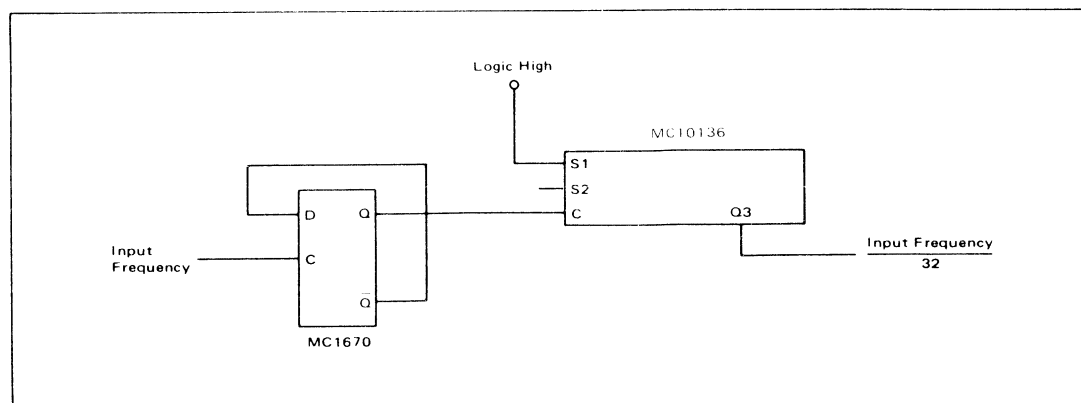 Logic High
MC10136
S1
S2
C
Q3
D
Q
C
Q̄
MC1670
Input
Frequency
Input Frequency
32